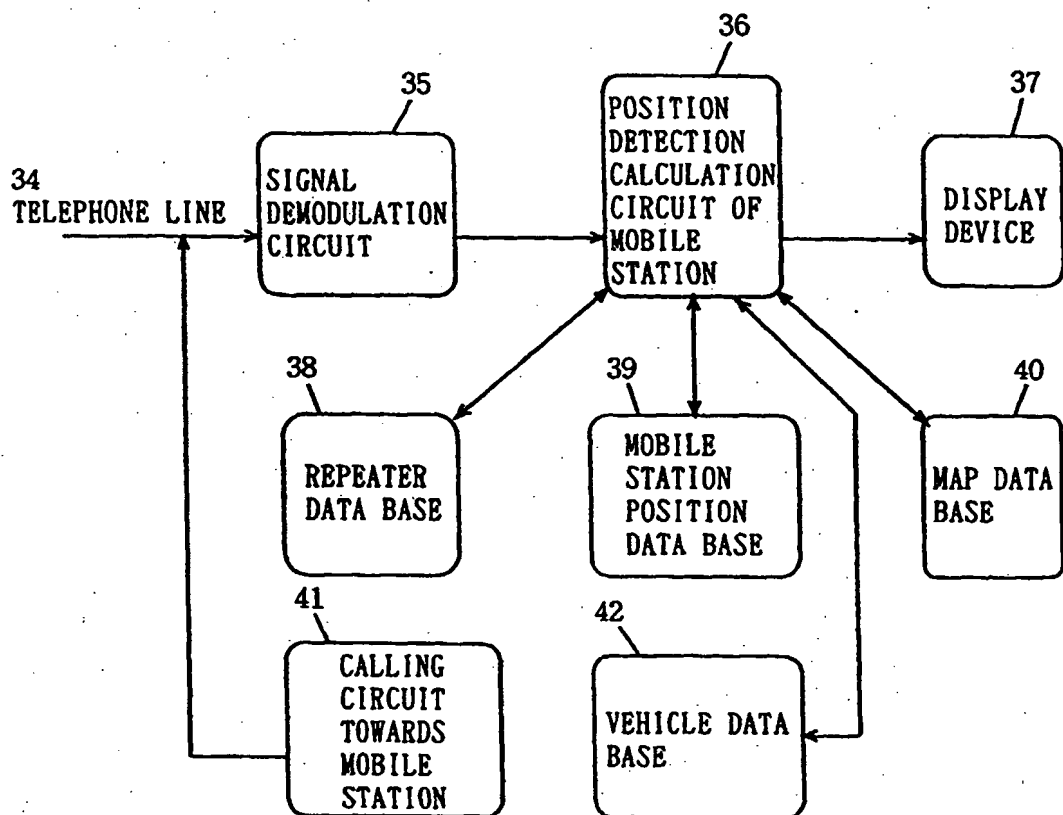 36
35
37
POSITION
DETECTION
CALCULATION
CIRCUIT OF
MOBILE
STATION
34
TELEPHONE LINE
SIGNAL
DEMODULATION
CIRCUIT
DISPLAY
DEVICE
38
39
40
REPEATER
DATA BASE
MOBILE
STATION
POSITION
DATA BASE
MAP DATA
BASE
41
42
CALLING
CIRCUIT
TOWARDS
MOBILE
STATION
VEHICLE DATA
BASE